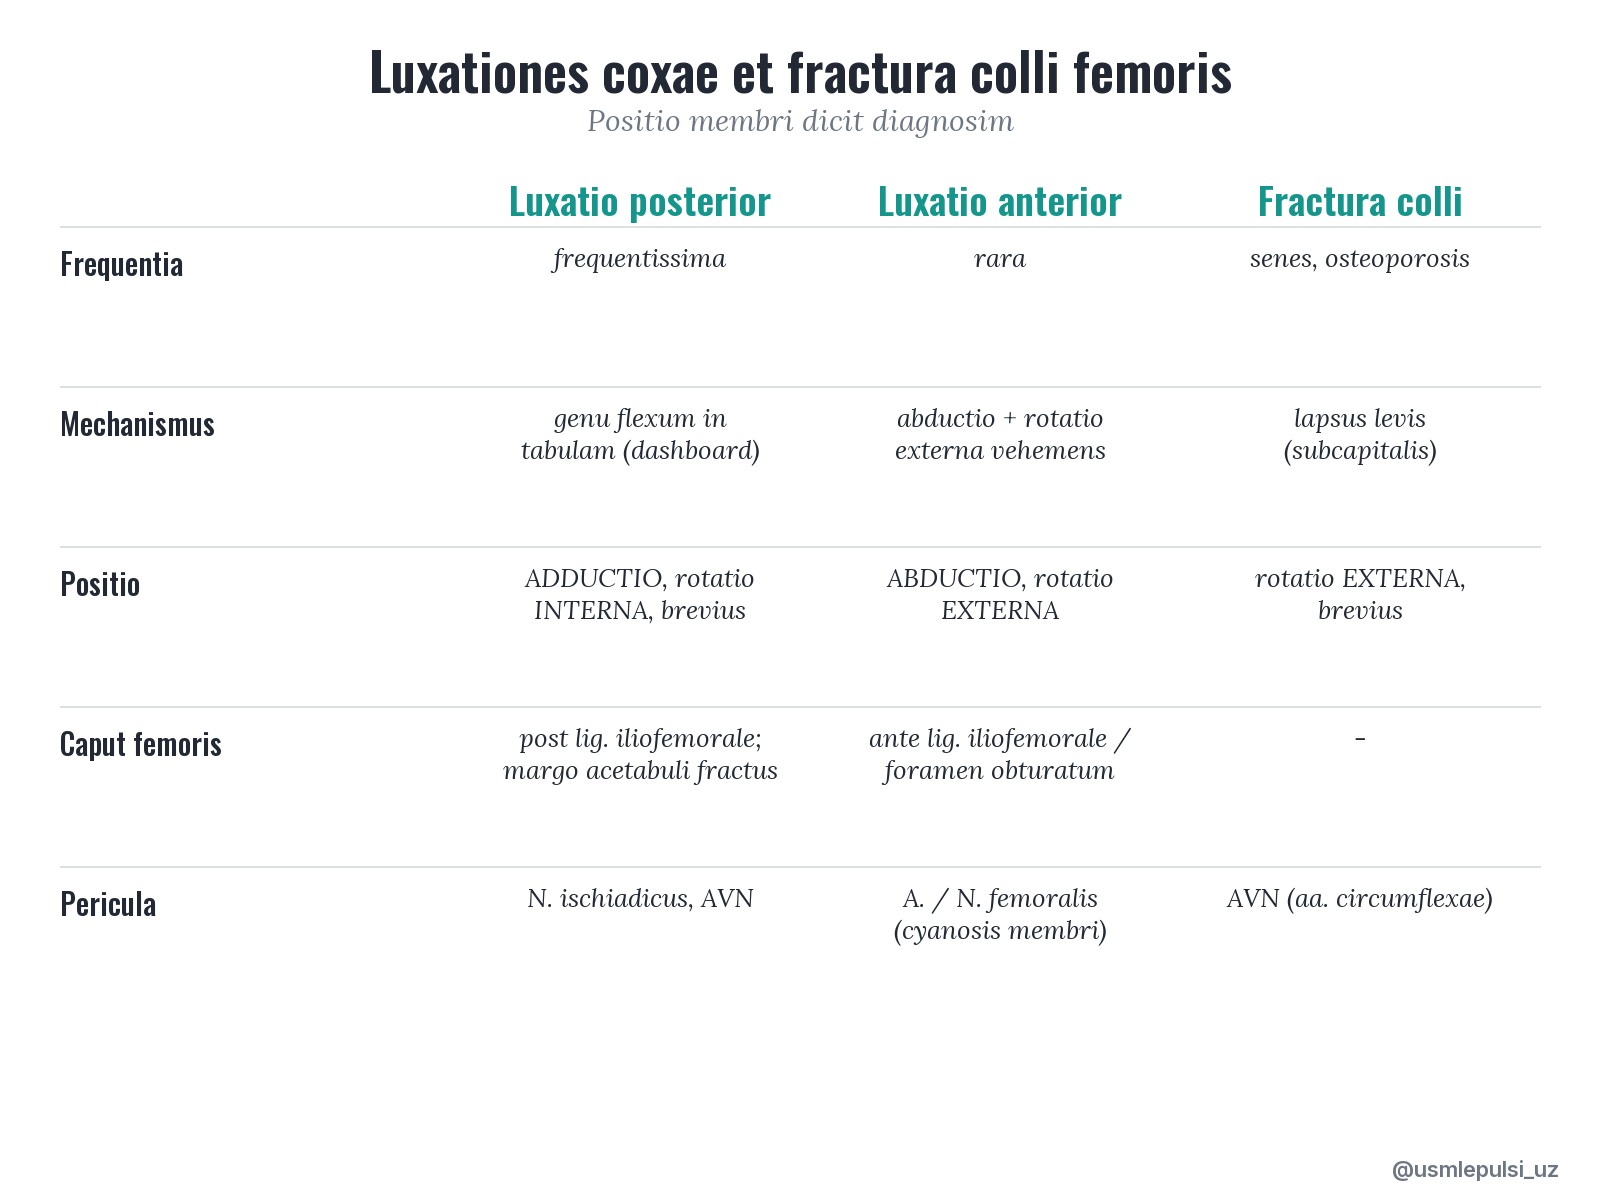 Luxationes coxae et fractura colli femoris
Positio membri dicit diagnosim
Luxatio posterior Luxatio anterior Fractura colli
Frequentia frequentissima rara senes, osteoporosis
Mechanismus genu flexum in abductio + rotatio lapsus levis
tabulam (dashboard) externa vehemens (subcapitalis)
Positio ADDUCTIO, rotatio ABDUCTIO, rotatio rotatio EXTERNA,
INTERNA, brevius EXTERNA brevius
Caput femoris post lig. iliofemorale; ante lig. iliofemorale / -
margo acetabuli fractus foramen obturatum
Pericula N. ischiadicus, AVN A. / N. femoralis AVN (aa. circumflexae)
(cyanosis membri)
@usmlepulsi_uz